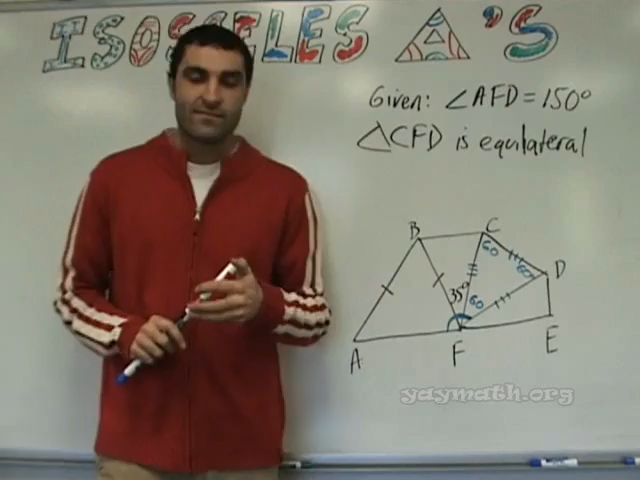 ISOSCELES △'S
Given: ∠AFD = 150°
△CFD is equilateral
B C
60
60 D
35°
60
A F E
yaymath.org